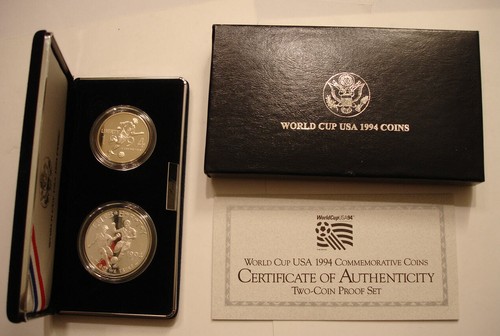 WORLD CUP USA 1994 COINS
WorldCupUSA94
WORLD CUP USA 1994 COMMEMORATIVE COINS
CERTIFICATE OF AUTHENTICITY
TWO-COIN PROOF SET